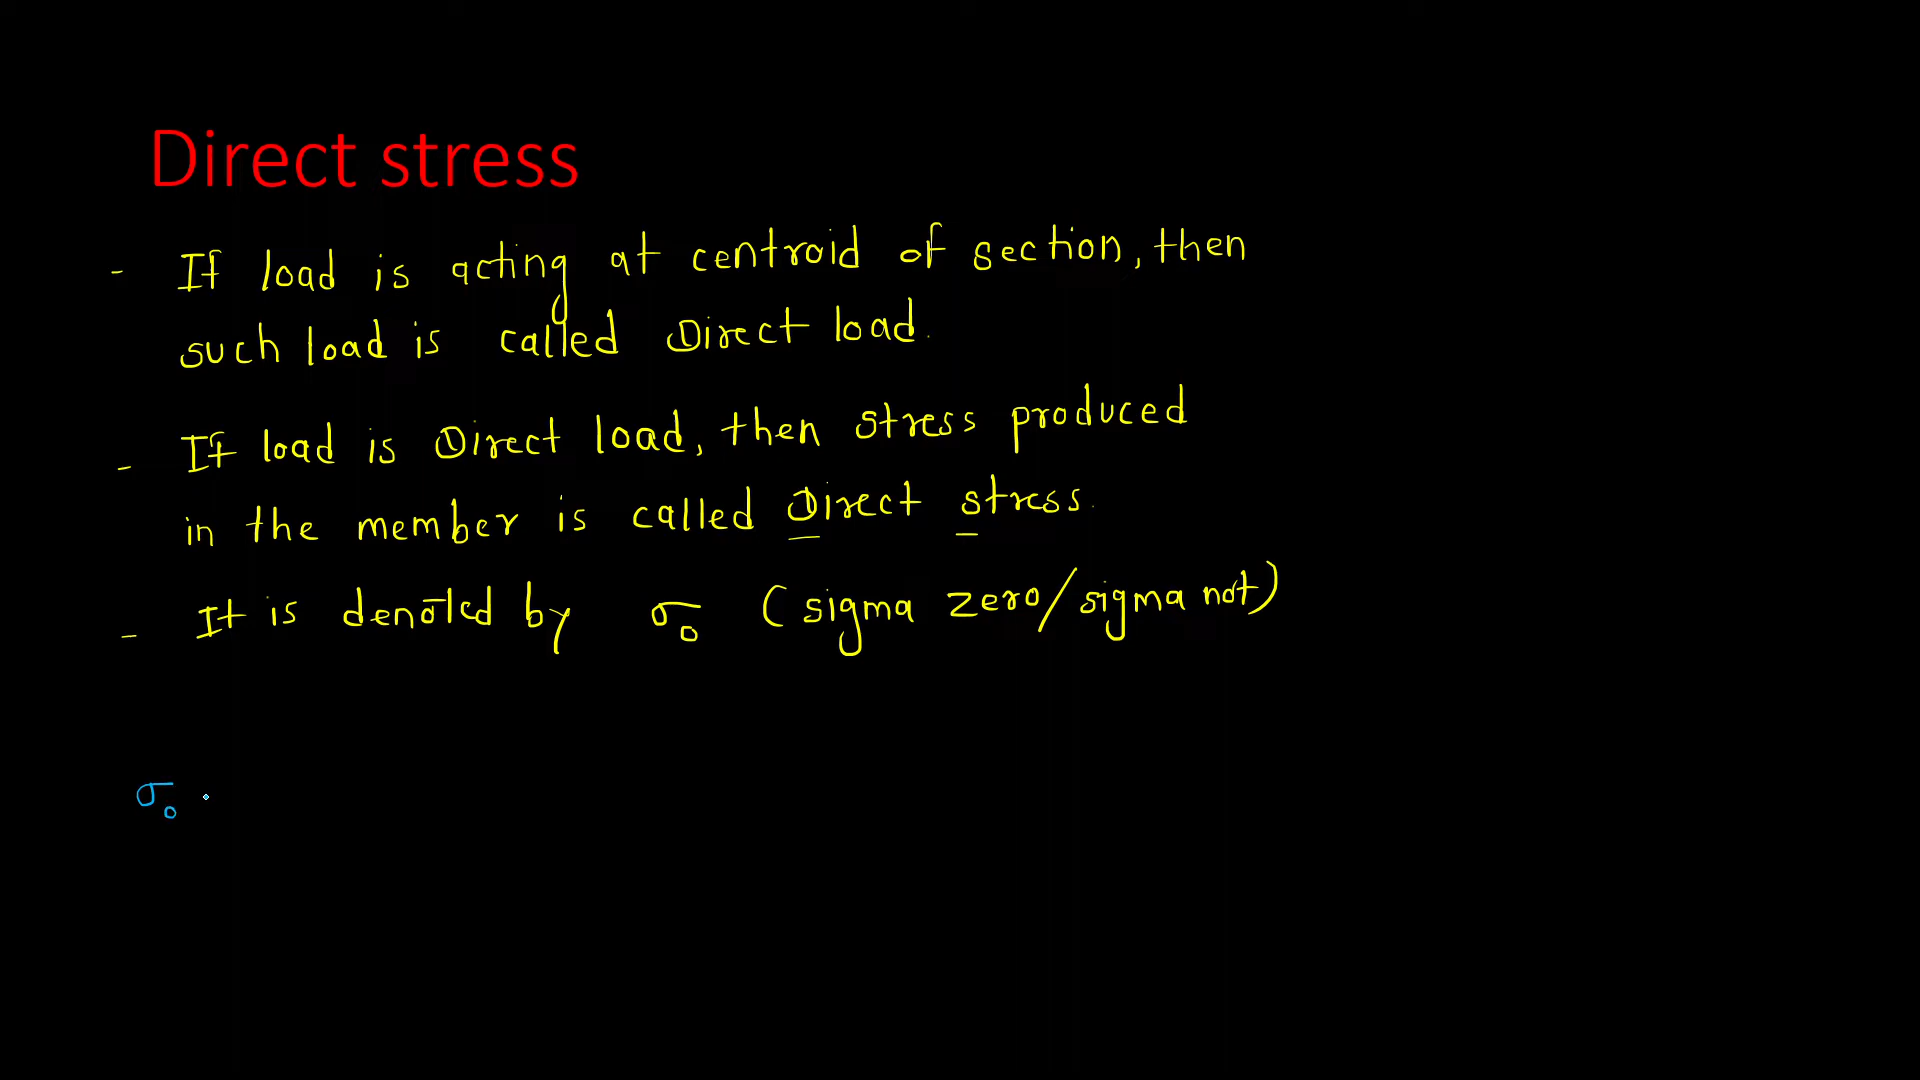 Direct stress
- If load is acting at centroid of section, then
such load is called Direct load.
- If load is Direct load, then stress produced
in the member is called Direct stress.
- It is denoted by σ₀ (sigma zero/sigma not)
σ₀